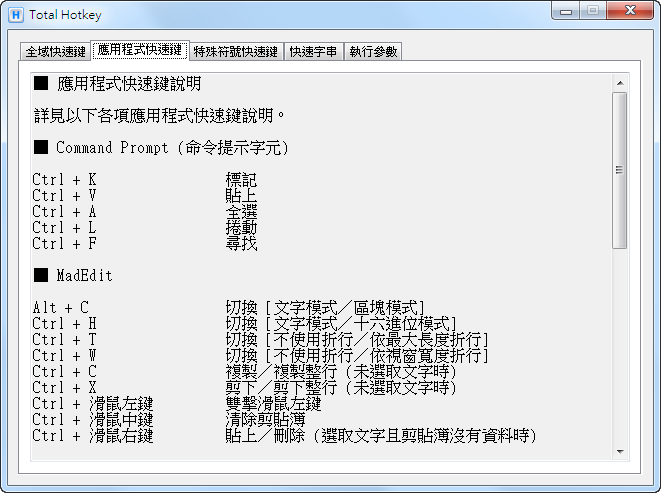 Total Hotkey
全域快速鍵 應用程式快速鍵 特殊符號快速鍵 快速字串 執行參數
■ 應用程式快速鍵說明
詳見以下各項應用程式快速鍵說明。
■ Command Prompt (命令提示字元)
Ctrl + K 標記
Ctrl + V 貼上
Ctrl + A 全選
Ctrl + L 捲動
Ctrl + F 尋找
■ MadEdit
Alt + C 切換 [文字模式／區塊模式]
Ctrl + H 切換 [文字模式／十六進位模式]
Ctrl + T 切換 [不使用折行／依最大長度折行]
Ctrl + W 切換 [不使用折行／依視窗寬度折行]
Ctrl + C 複製／複製整行 (未選取文字時)
Ctrl + X 剪下／剪下整行 (未選取文字時)
Ctrl + 滑鼠左鍵 雙擊滑鼠左鍵
Ctrl + 滑鼠中鍵 清除剪貼簿
Ctrl + 滑鼠右鍵 貼上／刪除 (選取文字且剪貼簿沒有資料時)